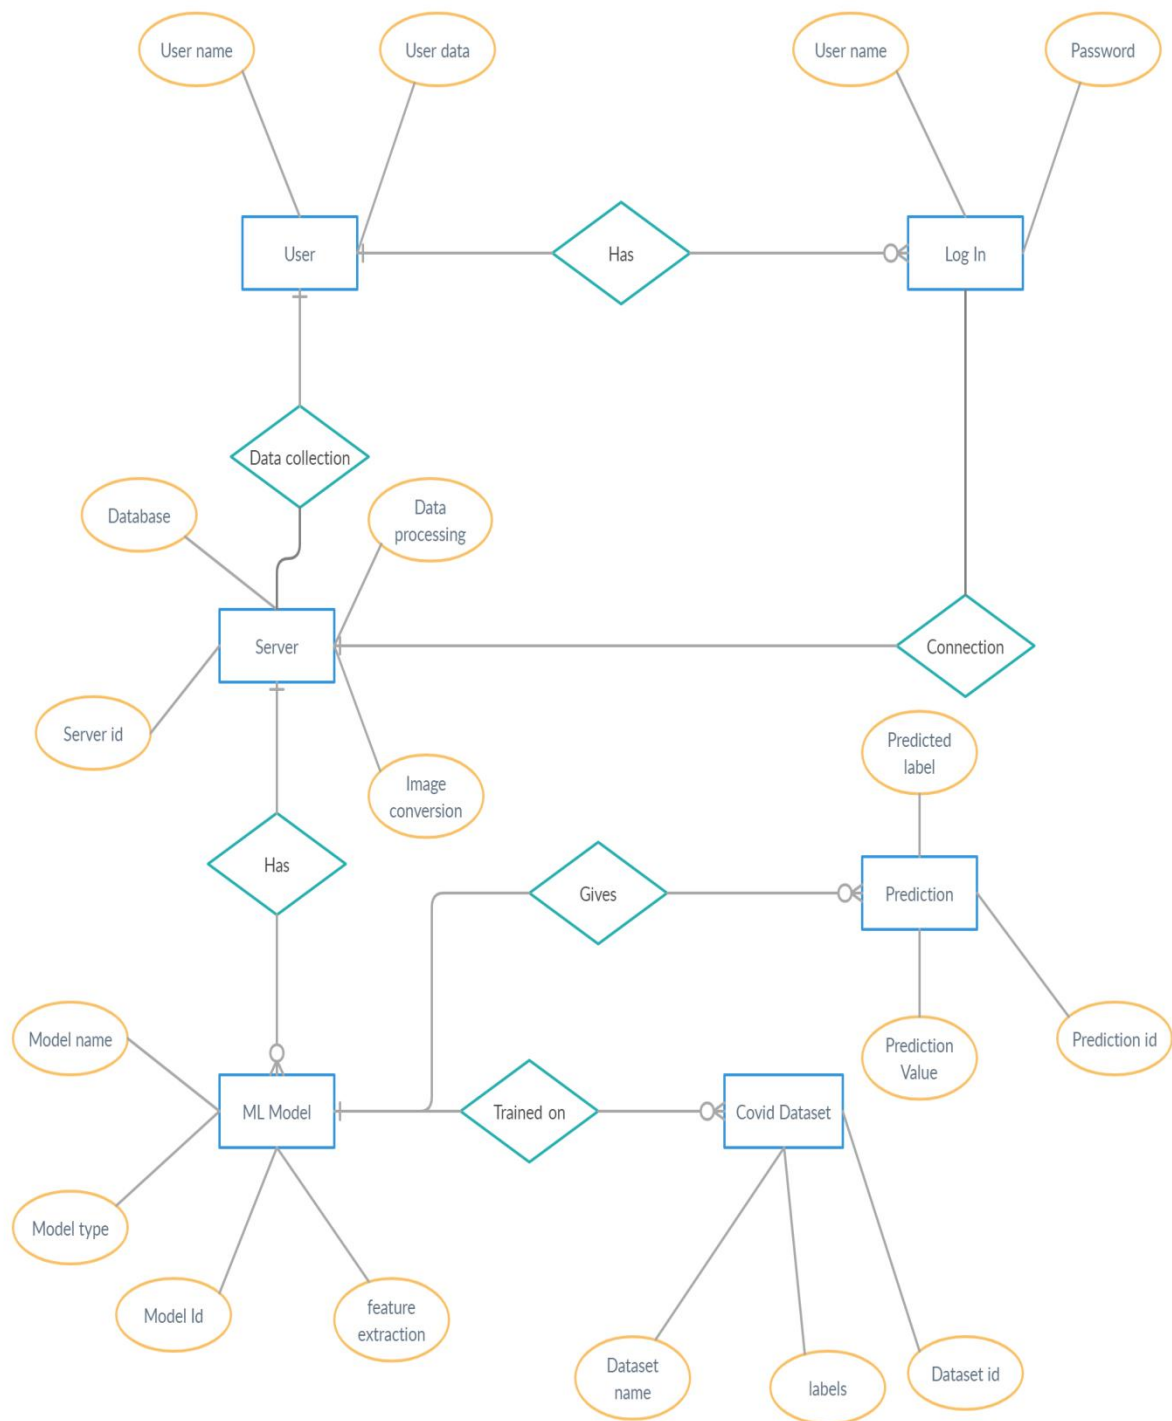 User name
User data
User name
Password
User
Has
Log In
Data collection
Database
Data
processing
Server
Connection
Server id
Image
conversion
Predicted
label
Has
Gives
Prediction
Model name
Prediction
Value
Prediction id
ML Model
Trained on
Covid Dataset
Model type
Model Id
feature
extraction
Dataset
name
labels
Dataset id